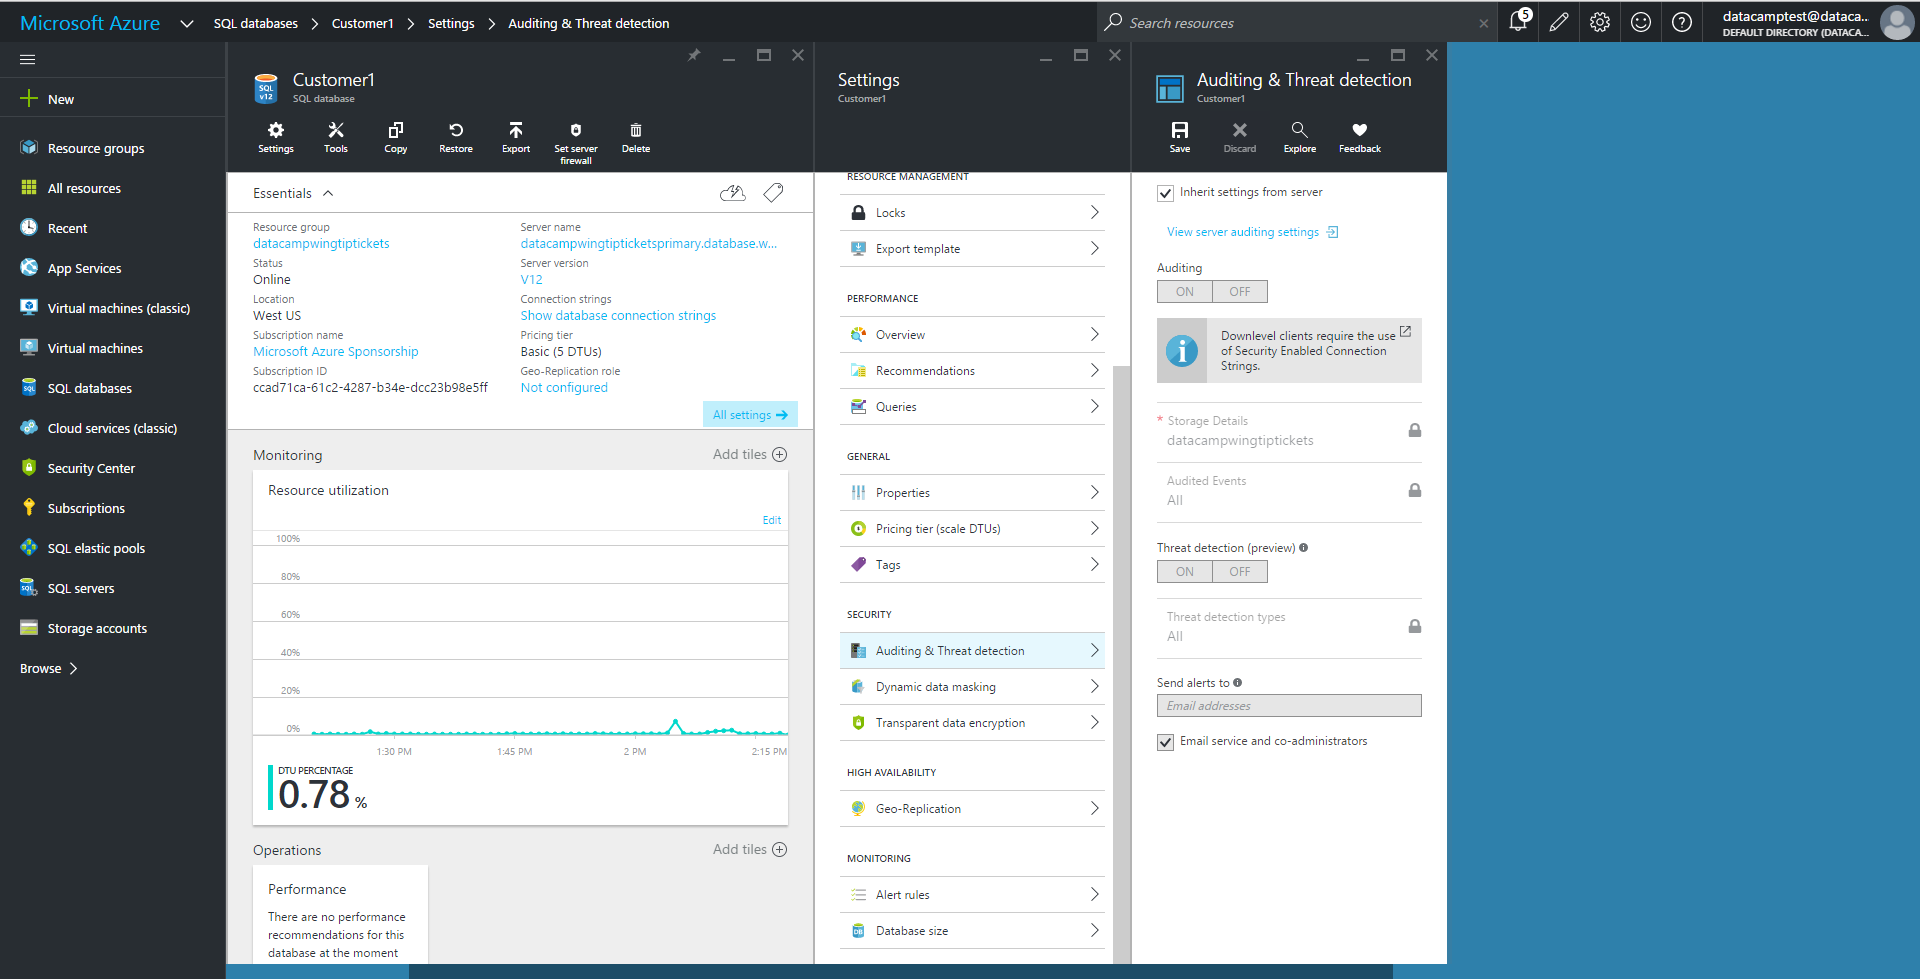 Microsoft Azure
SQL databases
Customer1
Settings
Auditing & Threat detection
Search resources
5
datacamptest@dataca...
DEFAULT DIRECTORY (DATACA...
New
Resource groups
All resources
Recent
App Services
Virtual machines (classic)
Virtual machines
SQL databases
Cloud services (classic)
Security Center
Subscriptions
SQL elastic pools
SQL servers
Storage accounts
Browse
SQL
v12
Customer1
SQL database
Settings
Tools
Copy
Restore
Export
Set server
firewall
Delete
Essentials
Resource group
datacampwingtiptickets
Status
Online
Location
West US
Subscription name
Microsoft Azure Sponsorship
Subscription ID
ccad71ca-61c2-4287-b34e-dcc23b98e5ff
Server name
datacampwingtipticketsprimary.database.w...
Server version
V12
Connection strings
Show database connection strings
Pricing tier
Basic (5 DTUs)
Geo-Replication role
Not configured
All settings
Monitoring
Add tiles
Resource utilization
Edit
100%
80%
60%
40%
20%
0%
1:30 PM
1:45 PM
2 PM
2:15 PM
DTU PERCENTAGE
0.78 %
Operations
Add tiles
Performance
There are no performance
recommendations for this
database at the moment
Settings
Customer1
RESOURCE MANAGEMENT
Locks
Export template
PERFORMANCE
Overview
Recommendations
Queries
GENERAL
Properties
Pricing tier (scale DTUs)
Tags
SECURITY
Auditing & Threat detection
Dynamic data masking
Transparent data encryption
HIGH AVAILABILITY
Geo-Replication
MONITORING
Alert rules
Database size
Auditing & Threat detection
Customer1
Save
Discard
Explore
Feedback
Inherit settings from server
View server auditing settings
Auditing
ON
OFF
Downlevel clients require the use
of Security Enabled Connection
Strings.
* Storage Details
datacampwingtiptickets
Audited Events
All
Threat detection (preview)
ON
OFF
Threat detection types
All
Send alerts to
Email addresses
Email service and co-administrators